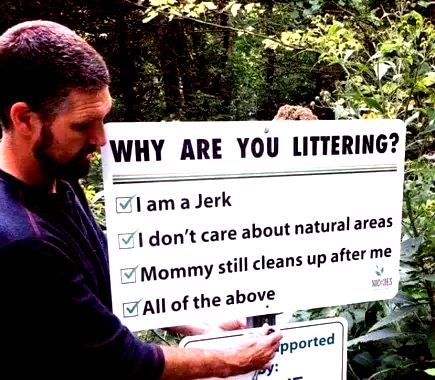 WHY ARE YOU LITTERING?
I am a Jerk
I don't care about natural areas
Mommy still cleans up after me
All of the above